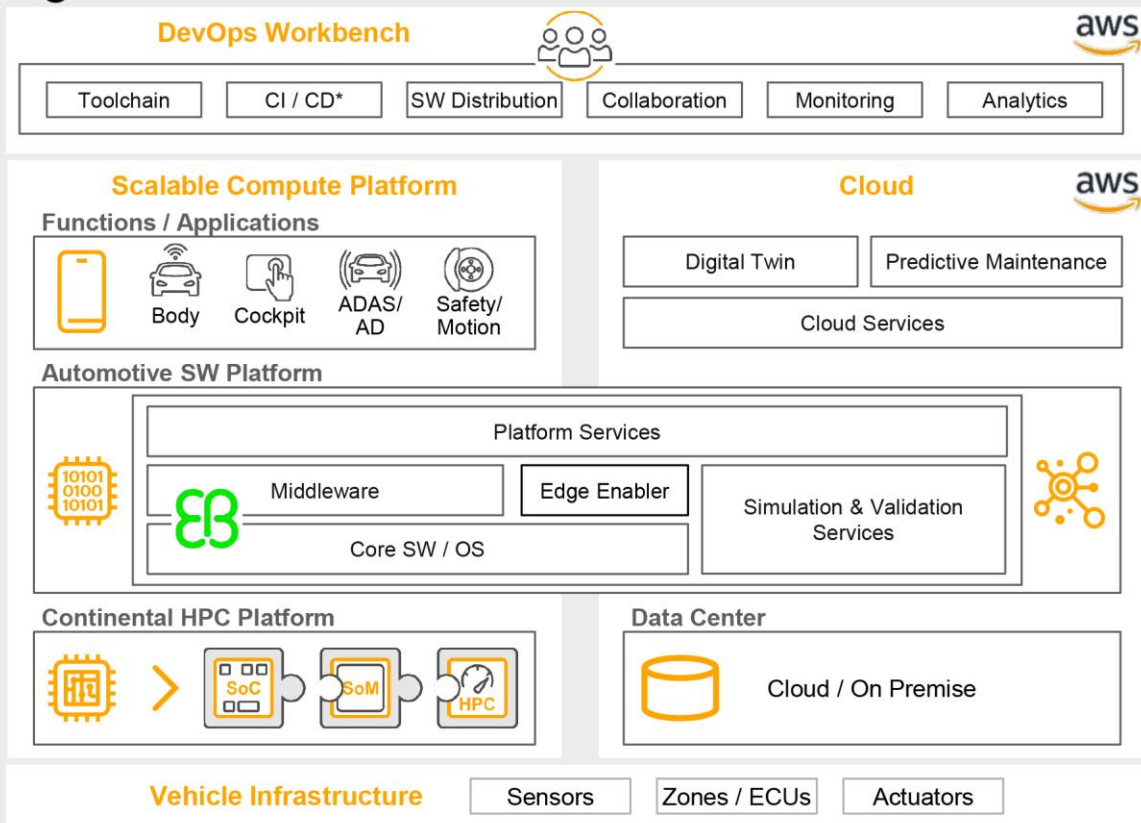 DevOps Workbench
aws
Toolchain
CI / CD*
SW Distribution
Collaboration
Monitoring
Analytics
Scalable Compute Platform
Functions / Applications
Body
Cockpit
ADAS/
AD
Safety/
Motion
Cloud
aws
Digital Twin
Predictive Maintenance
Cloud Services
Automotive SW Platform
10101
0100
10101
Platform Services
Middleware
Edge Enabler
EB
Core SW / OS
Simulation & Validation
Services
Continental HPC Platform
SoC
SoM
HPC
Data Center
Cloud / On Premise
Vehicle Infrastructure
Sensors
Zones / ECUs
Actuators